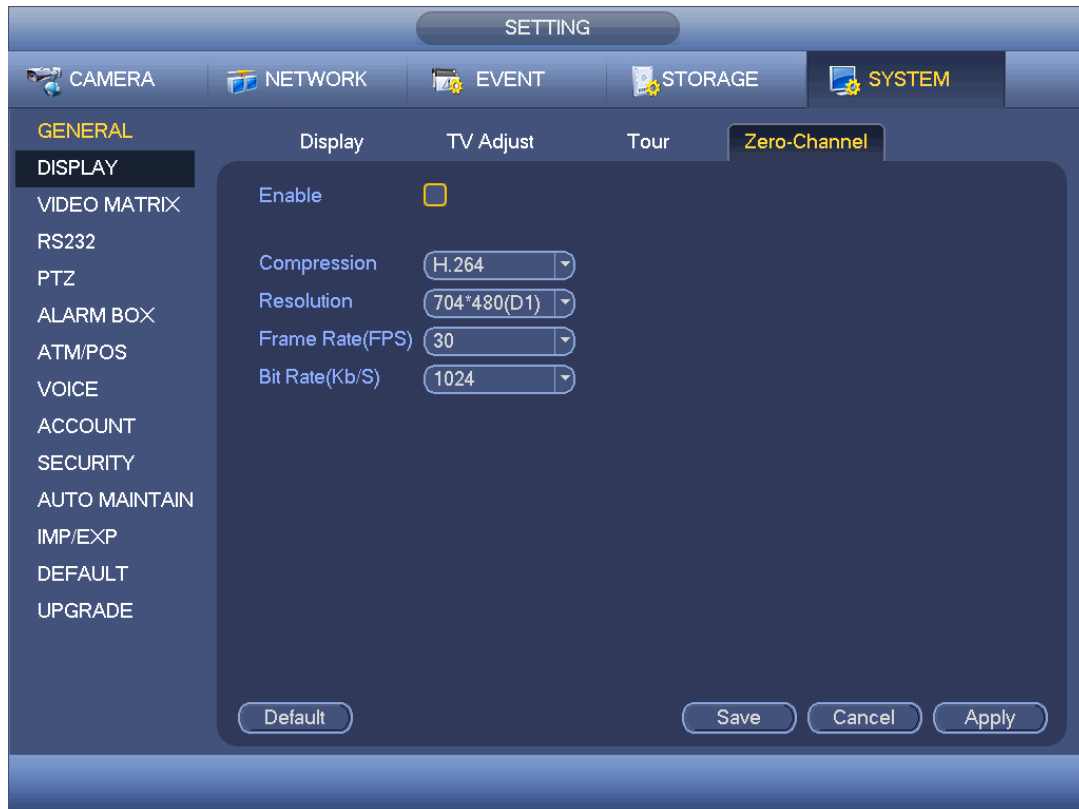 SETTING
CAMERA NETWORK EVENT STORAGE SYSTEM
GENERAL
DISPLAY
VIDEO MATRIX
RS232
PTZ
ALARM BOX
ATM/POS
VOICE
ACCOUNT
SECURITY
AUTO MAINTAIN
IMP/EXP
DEFAULT
UPGRADE
Display TV Adjust Tour Zero-Channel
Enable
Compression H.264
Resolution 704*480(D1)
Frame Rate(FPS) 30
Bit Rate(Kb/S) 1024
Default Save Cancel Apply